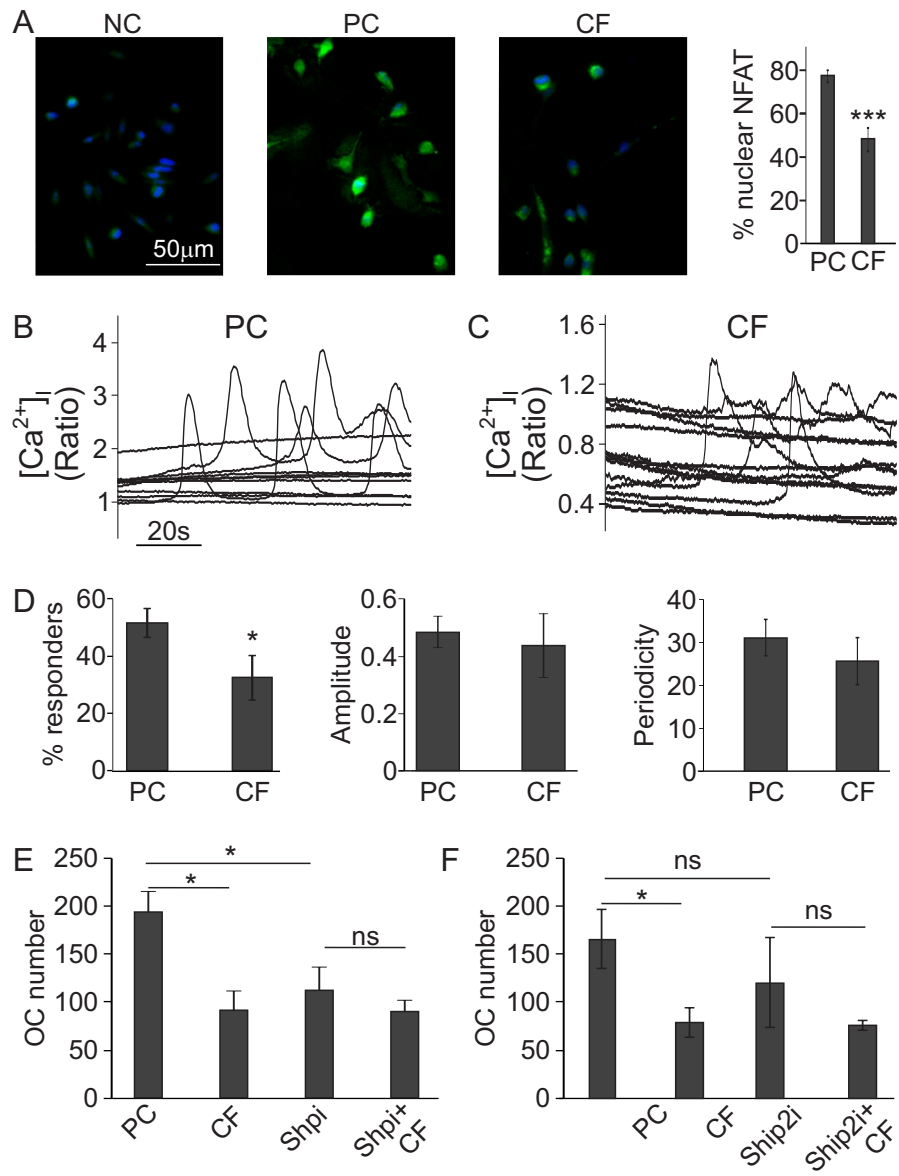 A
NC
PC
CF
50μm
% nuclear NFAT
80
60
40
20
0
***
PC
CF
B
PC
[Ca2+]I
(Ratio)
4
3
2
1
20s
C
CF
[Ca2+]I
(Ratio)
1.6
1.2
0.8
0.4
D
% responders
60
40
20
0
*
PC
CF
Amplitude
0.6
0.4
0.2
0
PC
CF
Periodicity
40
30
20
10
0
PC
CF
E
OC number
250
200
150
100
50
0
*
*
ns
PC
CF
Shpi
Shpi+
CF
F
OC number
250
200
150
100
50
0
ns
*
ns
PC
CF
Ship2i
Ship2i+
CF